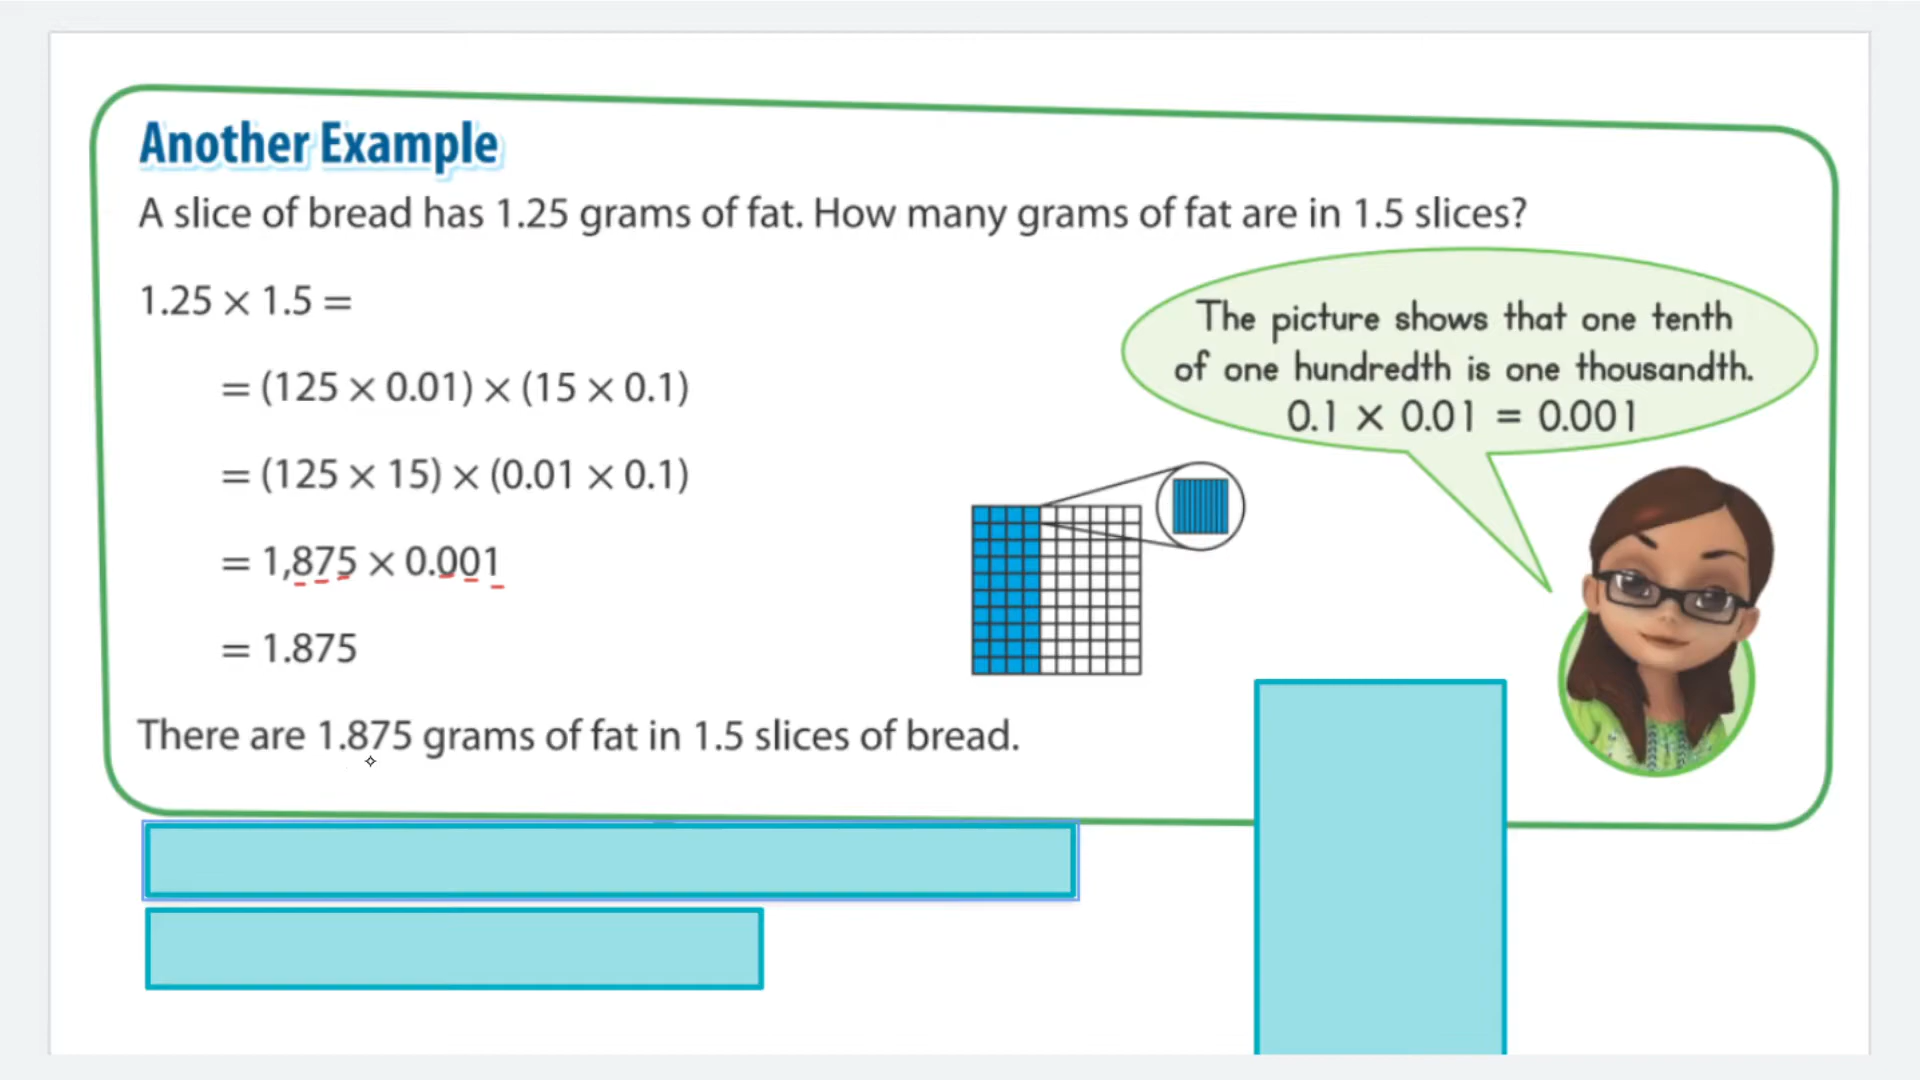 Another Example
A slice of bread has 1.25 grams of fat. How many grams of fat are in 1.5 slices?
1.25 × 1.5 =
= (125 × 0.01) × (15 × 0.1)
= (125 × 15) × (0.01 × 0.1)
= 1,875 × 0.001
= 1.875
There are 1.875 grams of fat in 1.5 slices of bread.
The picture shows that one tenth
of one hundredth is one thousandth.
0.1 × 0.01 = 0.001